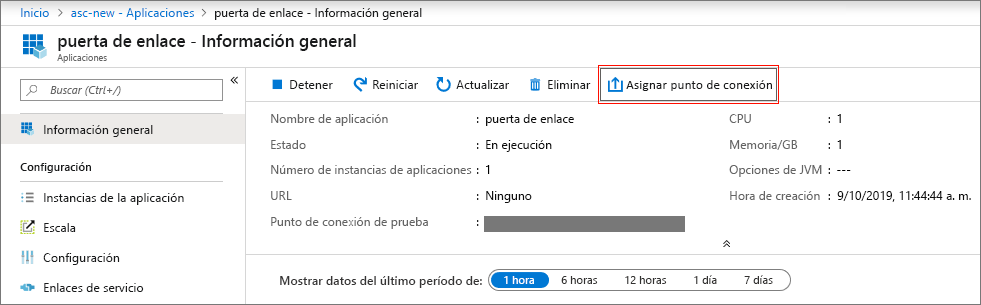 Inicio > asc-new - Aplicaciones > puerta de enlace - Información general
puerta de enlace - Información general
Aplicaciones
Buscar (Ctrl+/)
Detener Reiniciar Actualizar Eliminar Asignar punto de conexión
Información general
Configuración
Instancias de la Aplicación
Escala
Configuración
Enlaces de servicio
Nombre de aplicación : puerta de enlace
Estado : En ejecución
Número de instancias de aplicaciones : 1
URL : Ninguno
Punto de conexión de prueba :
CPU : 1
Memoria/GB : 1
Opciones de JVM : ---
Hora de creación : 9/10/2019, 11:44:44 a. m.
Mostrar datos del último período de: 1 hora 6 horas 12 horas 1 día 7 días